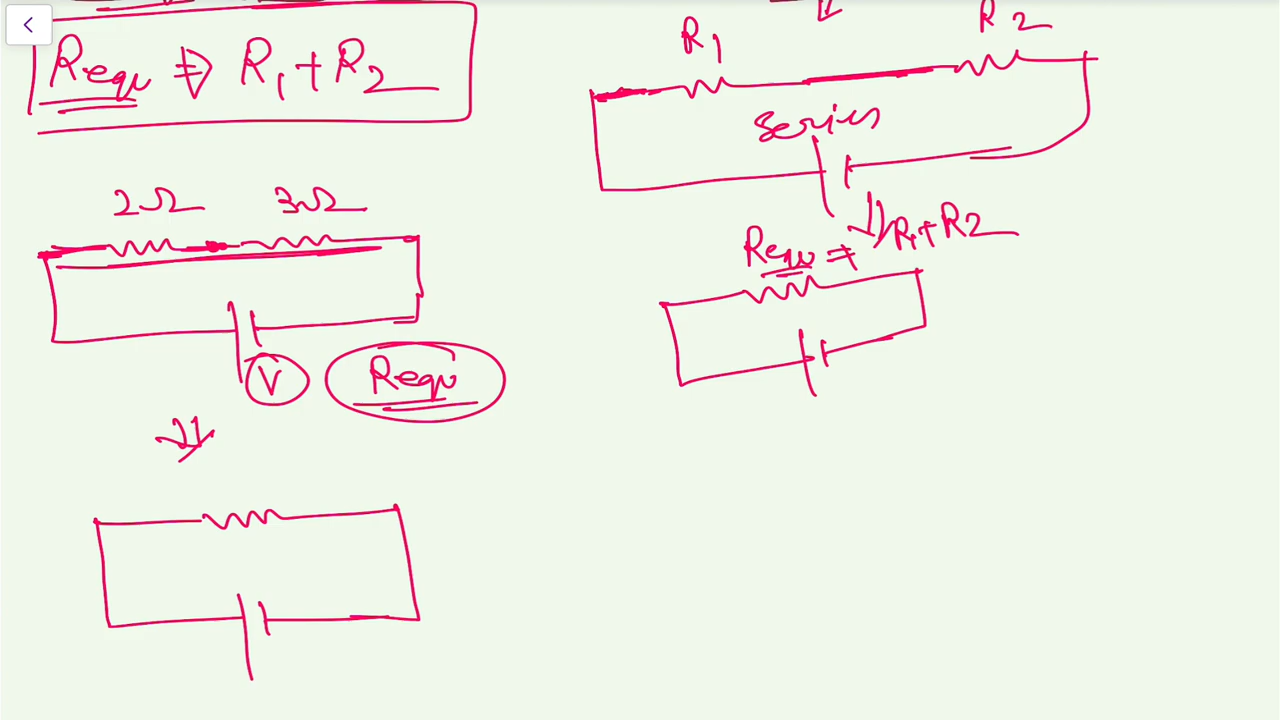 Requ ⇒ R1 + R2
R1
R2
Series
2Ω
3Ω
V
Requ
Requ ⇒ R1 + R2